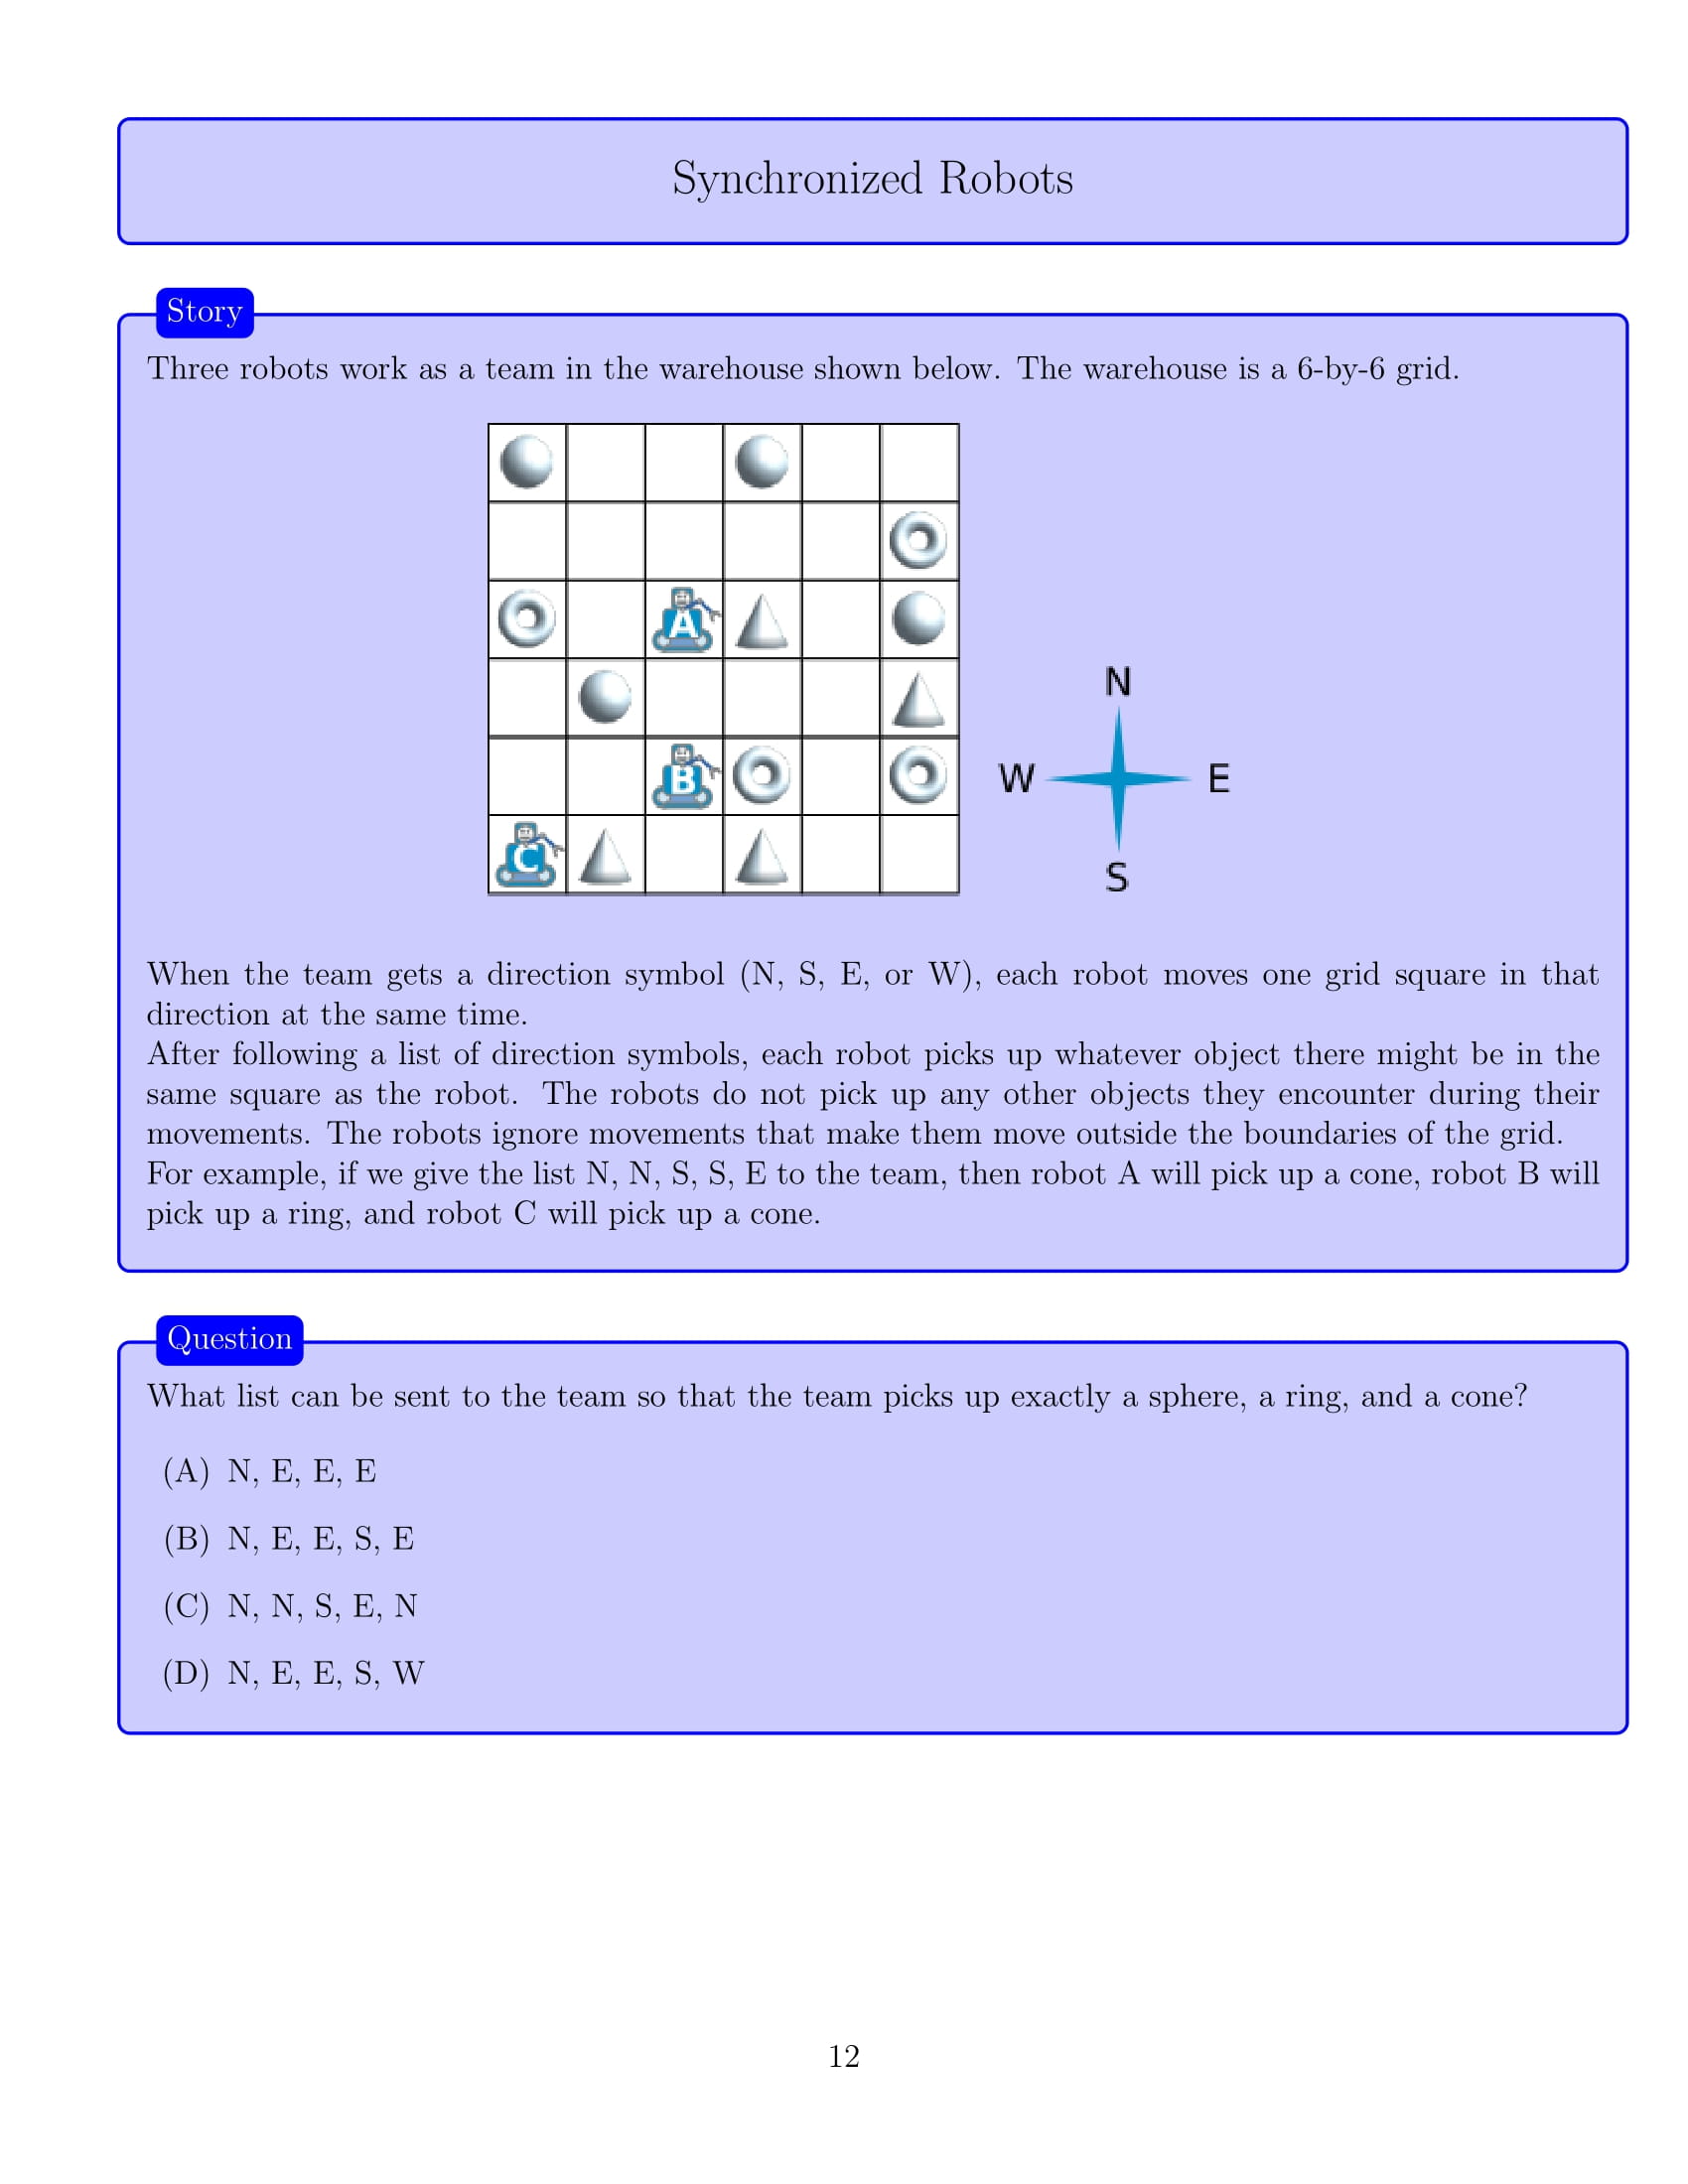 Synchronized Robots
Story
Three robots work as a team in the warehouse shown below. The warehouse is a 6-by-6 grid.
A
B
C
N
W
E
S
When the team gets a direction symbol (N, S, E, or W), each robot moves one grid square in that
direction at the same time.
After following a list of direction symbols, each robot picks up whatever object there might be in the
same square as the robot. The robots do not pick up any other objects they encounter during their
movements. The robots ignore movements that make them move outside the boundaries of the grid.
For example, if we give the list N, N, S, S, E to the team, then robot A will pick up a cone, robot B will
pick up a ring, and robot C will pick up a cone.
Question
What list can be sent to the team so that the team picks up exactly a sphere, a ring, and a cone?
(A) N, E, E, E
(B) N, E, E, S, E
(C) N, N, S, E, N
(D) N, E, E, S, W
12